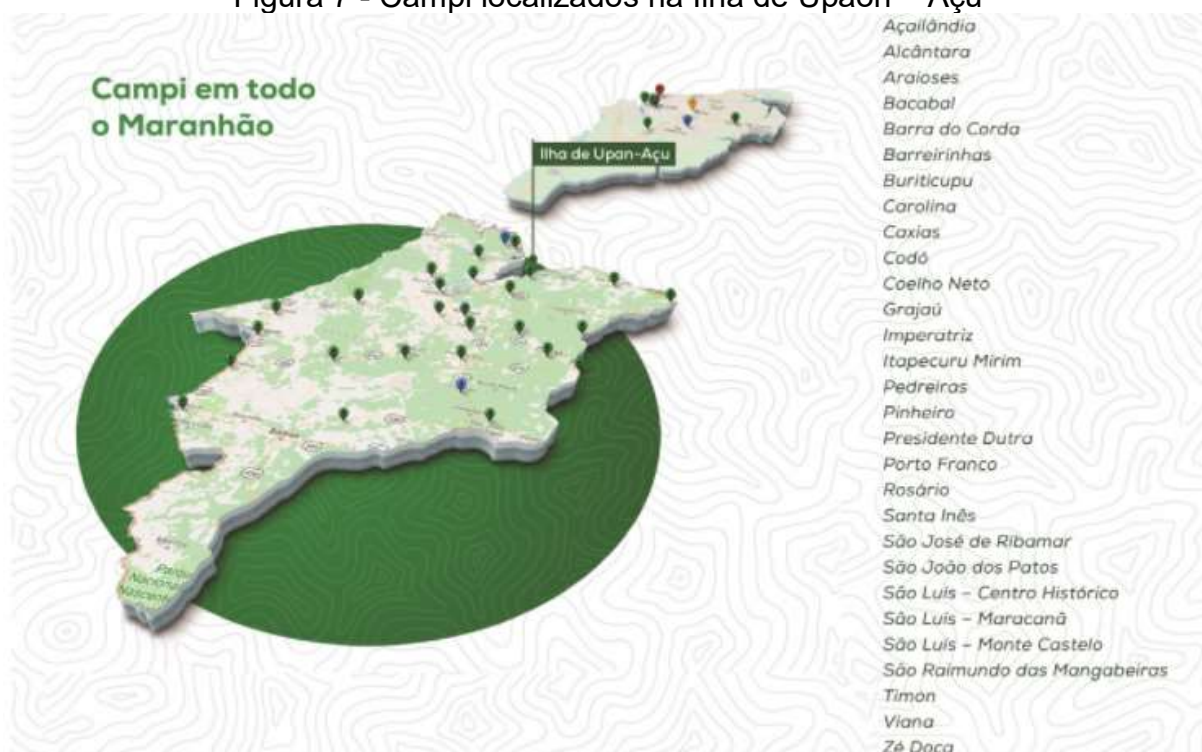 Figura 7 - Campi localizados na Ilha de Upaon – Açu
Campi em todo
o Maranhão
Ilha de Upan-Açu
Parque
Nacional
Açailândia
Alcântara
Araioses
Bacabal
Barra do Corda
Barreirinhas
Buriticupu
Carolina
Caxias
Codó
Coelho Neto
Grajaú
Imperatriz
Itapecuru Mirim
Pedreiras
Pinheiro
Presidente Dutra
Porto Franco
Rosário
Santa Inês
São José de Ribamar
São João dos Patos
São Luís – Centro Histórico
São Luís – Maracanã
São Luís – Monte Castelo
São Raimundo das Mangabeiras
Timon
Viana
Zé Doca